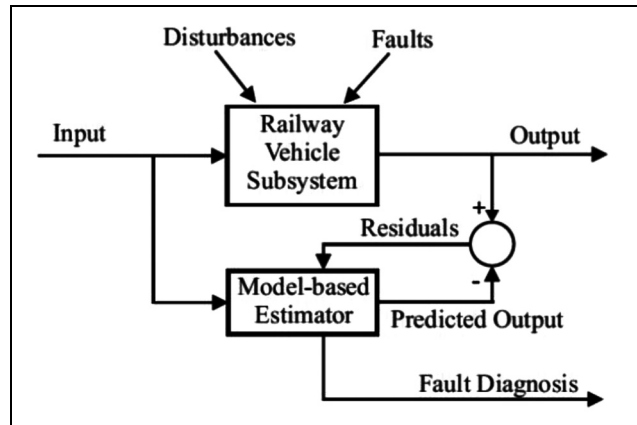 Disturbances
Faults
Input
Railway
Vehicle
Subsystem
Output
+
Residuals
-
Model-based
Estimator
Predicted Output
Fault Diagnosis